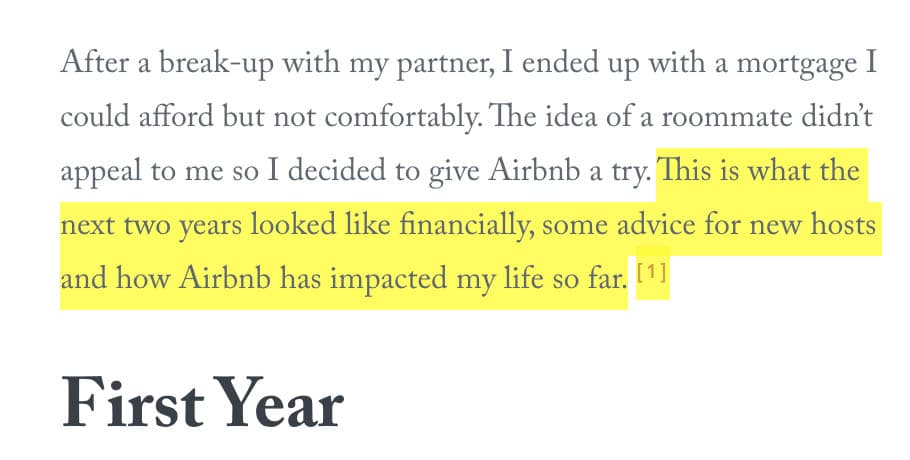 After a break-up with my partner, I ended up with a mortgage I
could afford but not comfortably. The idea of a roommate didn’t
appeal to me so I decided to give Airbnb a try. This is what the
next two years looked like financially, some advice for new hosts
and how Airbnb has impacted my life so far. [1]
First Year